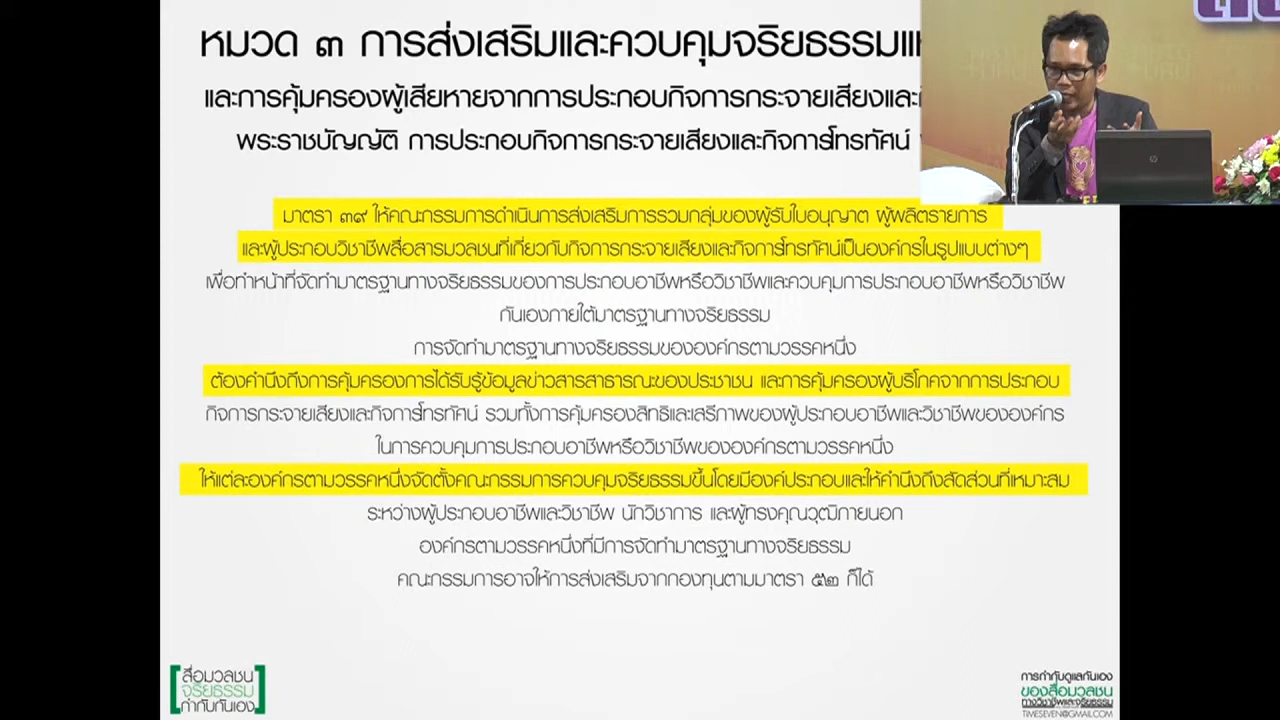 หมวด ๓ การส่งเสริมและควบคุมจริยธรรมแห
และการคุ้มครองผู้เสียหายจากการประกอบกิจการกระจายเสียงและกิ
พระราชบัญญัติ การประกอบกิจการกระจายเสียงและกิจการโทรทัศน์
มาตรา ๓๙ ให้คณะกรรมการดำเนินการส่งเสริมการรวมกลุ่มของผู้รับใบอนุญาต ผู้ผลิตรายการ
และผู้ประกอบวิชาชีพสื่อสารมวลชนที่เกี่ยวกับกิจการกระจายเสียงและกิจการโทรทัศน์เป็นองค์กรในรูปแบบต่างๆ
เพื่อทำหน้าที่จัดทำมาตรฐานทางจริยธรรมของการประกอบอาชีพหรือวิชาชีพและควบคุมการประกอบอาชีพหรือวิชาชีพ
กันเองภายใต้มาตรฐานทางจริยธรรม
การจัดทำมาตรฐานทางจริยธรรมขององค์กรตามวรรคหนึ่ง
ต้องคำนึงถึงการคุ้มครองการได้รับรู้ข้อมูลข่าวสารสาธารณะของประชาชน และการคุ้มครองผู้บริโภคจากการประกอบ
กิจการกระจายเสียงและกิจการโทรทัศน์ รวมทั้งการคุ้มครองสิทธิและเสรีภาพของผู้ประกอบอาชีพและวิชาชีพขององค์กร
ในการควบคุมการประกอบอาชีพหรือวิชาชีพขององค์กรตามวรรคหนึ่ง
ให้แต่ละองค์กรตามวรรคหนึ่งจัดตั้งคณะกรรมการควบคุมจริยธรรมขึ้นโดยมีองค์ประกอบและให้คำนึงถึงสัดส่วนที่เหมาะสม
ระหว่างผู้ประกอบอาชีพและวิชาชีพ นักวิชาการ และผู้ทรงคุณวุฒิภายนอก
องค์กรตามวรรคหนึ่งที่มีการจัดทำมาตรฐานทางจริยธรรม
คณะกรรมการอาจให้การส่งเสริมจากกองทุนตามมาตรา ๕๒ ก็ได้
สื่อมวลชน
จริยธรรม
กำกับกันเอง
การกำกับดูแลกันเอง
ของสื่อมวลชน
ทางวิชาชีพและจริยธรรม
TIMESEVEN@GMAIL.COM
hp